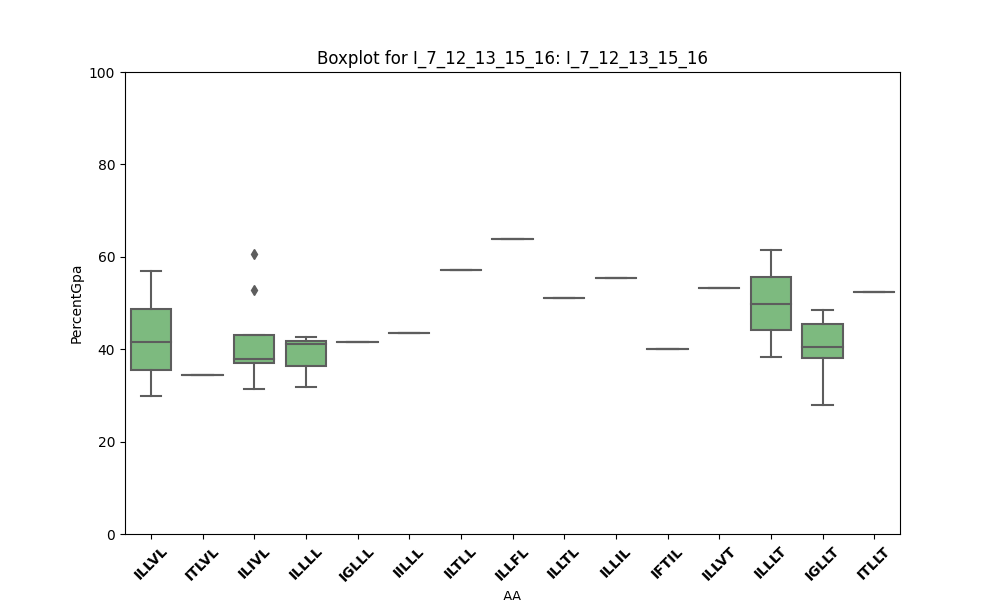 Boxplot for I_7_12_13_15_16: I_7_12_13_15_16
100
80
60
40
20
0
PercentGpa
ILLVL
ITLVL
ILIVL
ILLLL
IGLLL
IILLL
ILTLL
ILLFL
ILLTL
ILLIL
IFTIL
ILLVT
ILLLT
IGLLT
ITLLT
AA